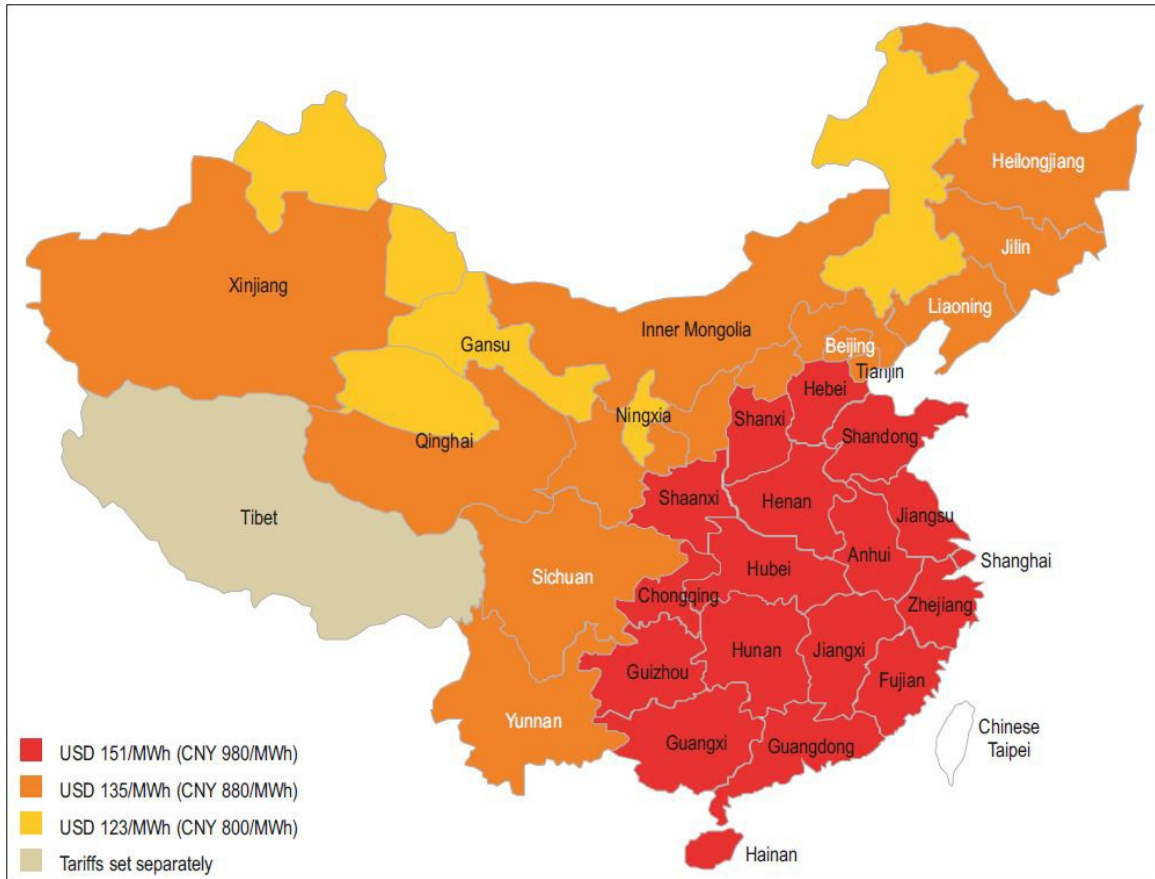 Heilongjiang
Jilin
Xinjiang
Liaoning
Inner Mongolia
Gansu
Beijing
Tianjin
Hebei
Ningxia
Shanxi
Qinghai
Shandong
Shaanxi
Henan
Jiangsu
Tibet
Anhui
Shanghai
Hubei
Sichuan
Chongqing
Zhejiang
Hunan
Jiangxi
Guizhou
Fujian
Yunnan
Chinese
Taipei
Guangxi
Guangdong
Hainan
USD 151/MWh (CNY 980/MWh)
USD 135/MWh (CNY 880/MWh)
USD 123/MWh (CNY 800/MWh)
Tariffs set separately